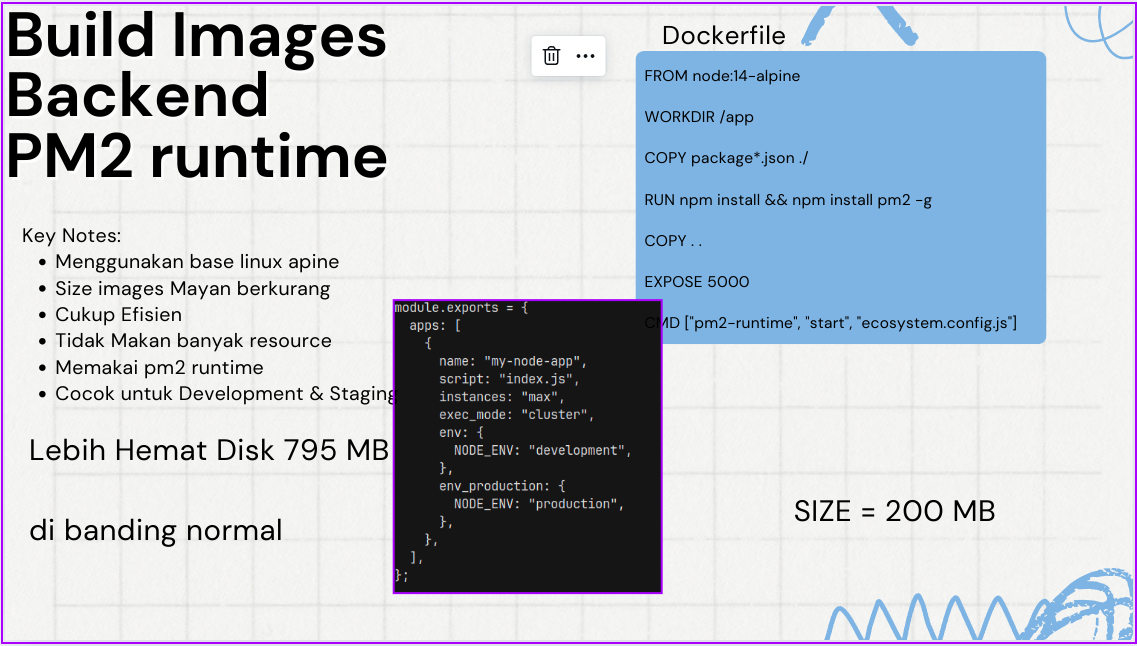 Build Images
Backend
PM2 runtime
Key Notes:
Menggunakan base linux apine
Size images Mayan berkurang
Cukup Efisien
Tidak Makan banyak resource
Memakai pm2 runtime
Cocok untuk Development & Staging
Lebih Hemat Disk 795 MB
di banding normal
module.exports = {
apps: [
{
name: "my-node-app",
script: "index.js",
instances: "max",
exec_mode: "cluster",
env: {
NODE_ENV: "development",
},
env_production: {
NODE_ENV: "production",
},
},
],
};
Dockerfile
FROM node:14-alpine
WORKDIR /app
COPY package*.json ./
RUN npm install && npm install pm2 -g
COPY . .
EXPOSE 5000
CMD ["pm2-runtime", "start", "ecosystem.config.js"]
SIZE = 200 MB